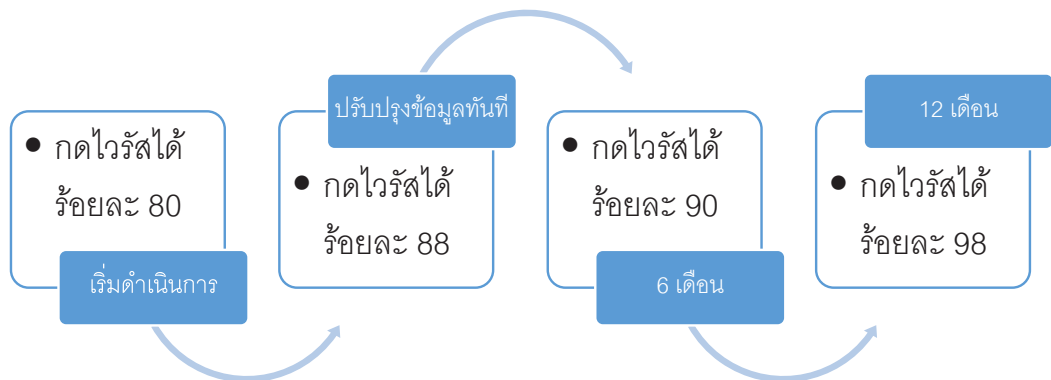 • กดไวรัสได้
ร้อยละ 80
เริ่มดำเนินการ
ปรับปรุงข้อมูลทันที
• กดไวรัสได้
ร้อยละ 88
• กดไวรัสได้
ร้อยละ 90
6 เดือน
12 เดือน
• กดไวรัสได้
ร้อยละ 98